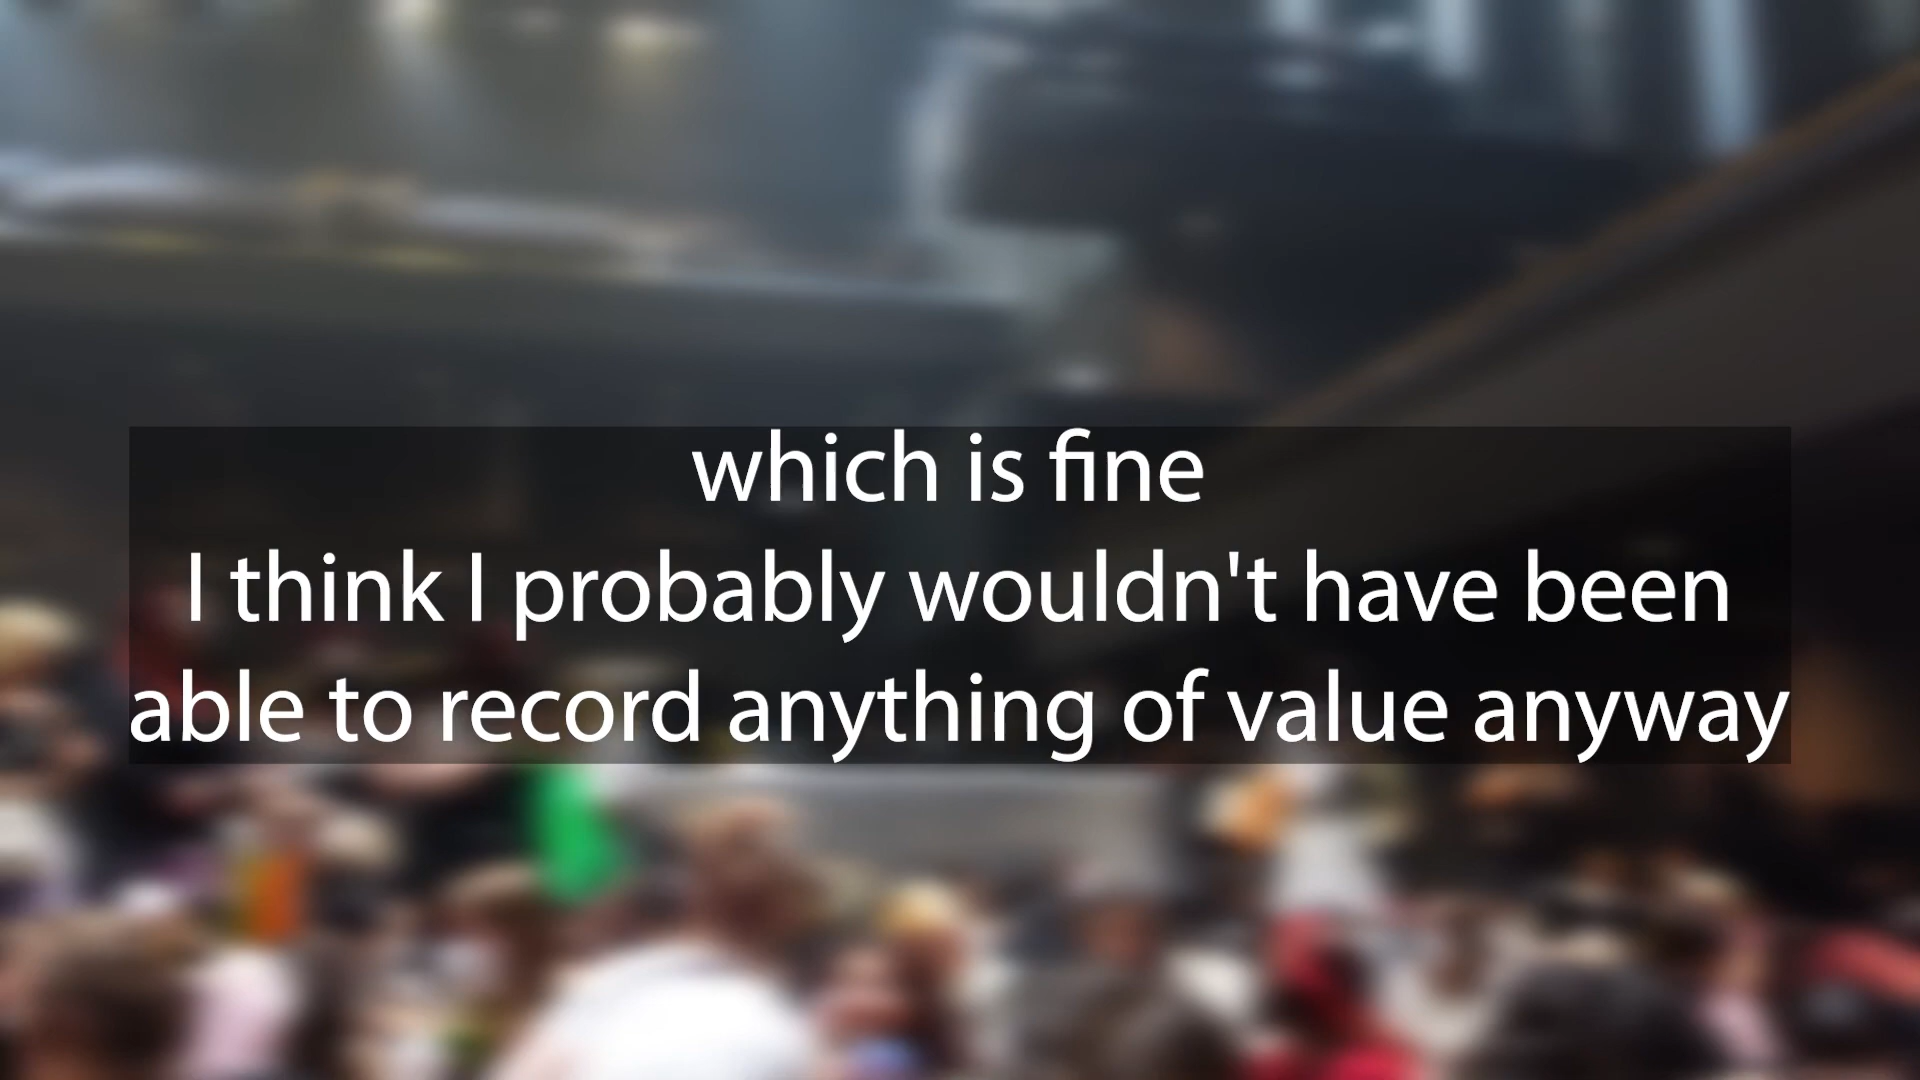 which is fine
I think I probably wouldn't have been
able to record anything of value anyway